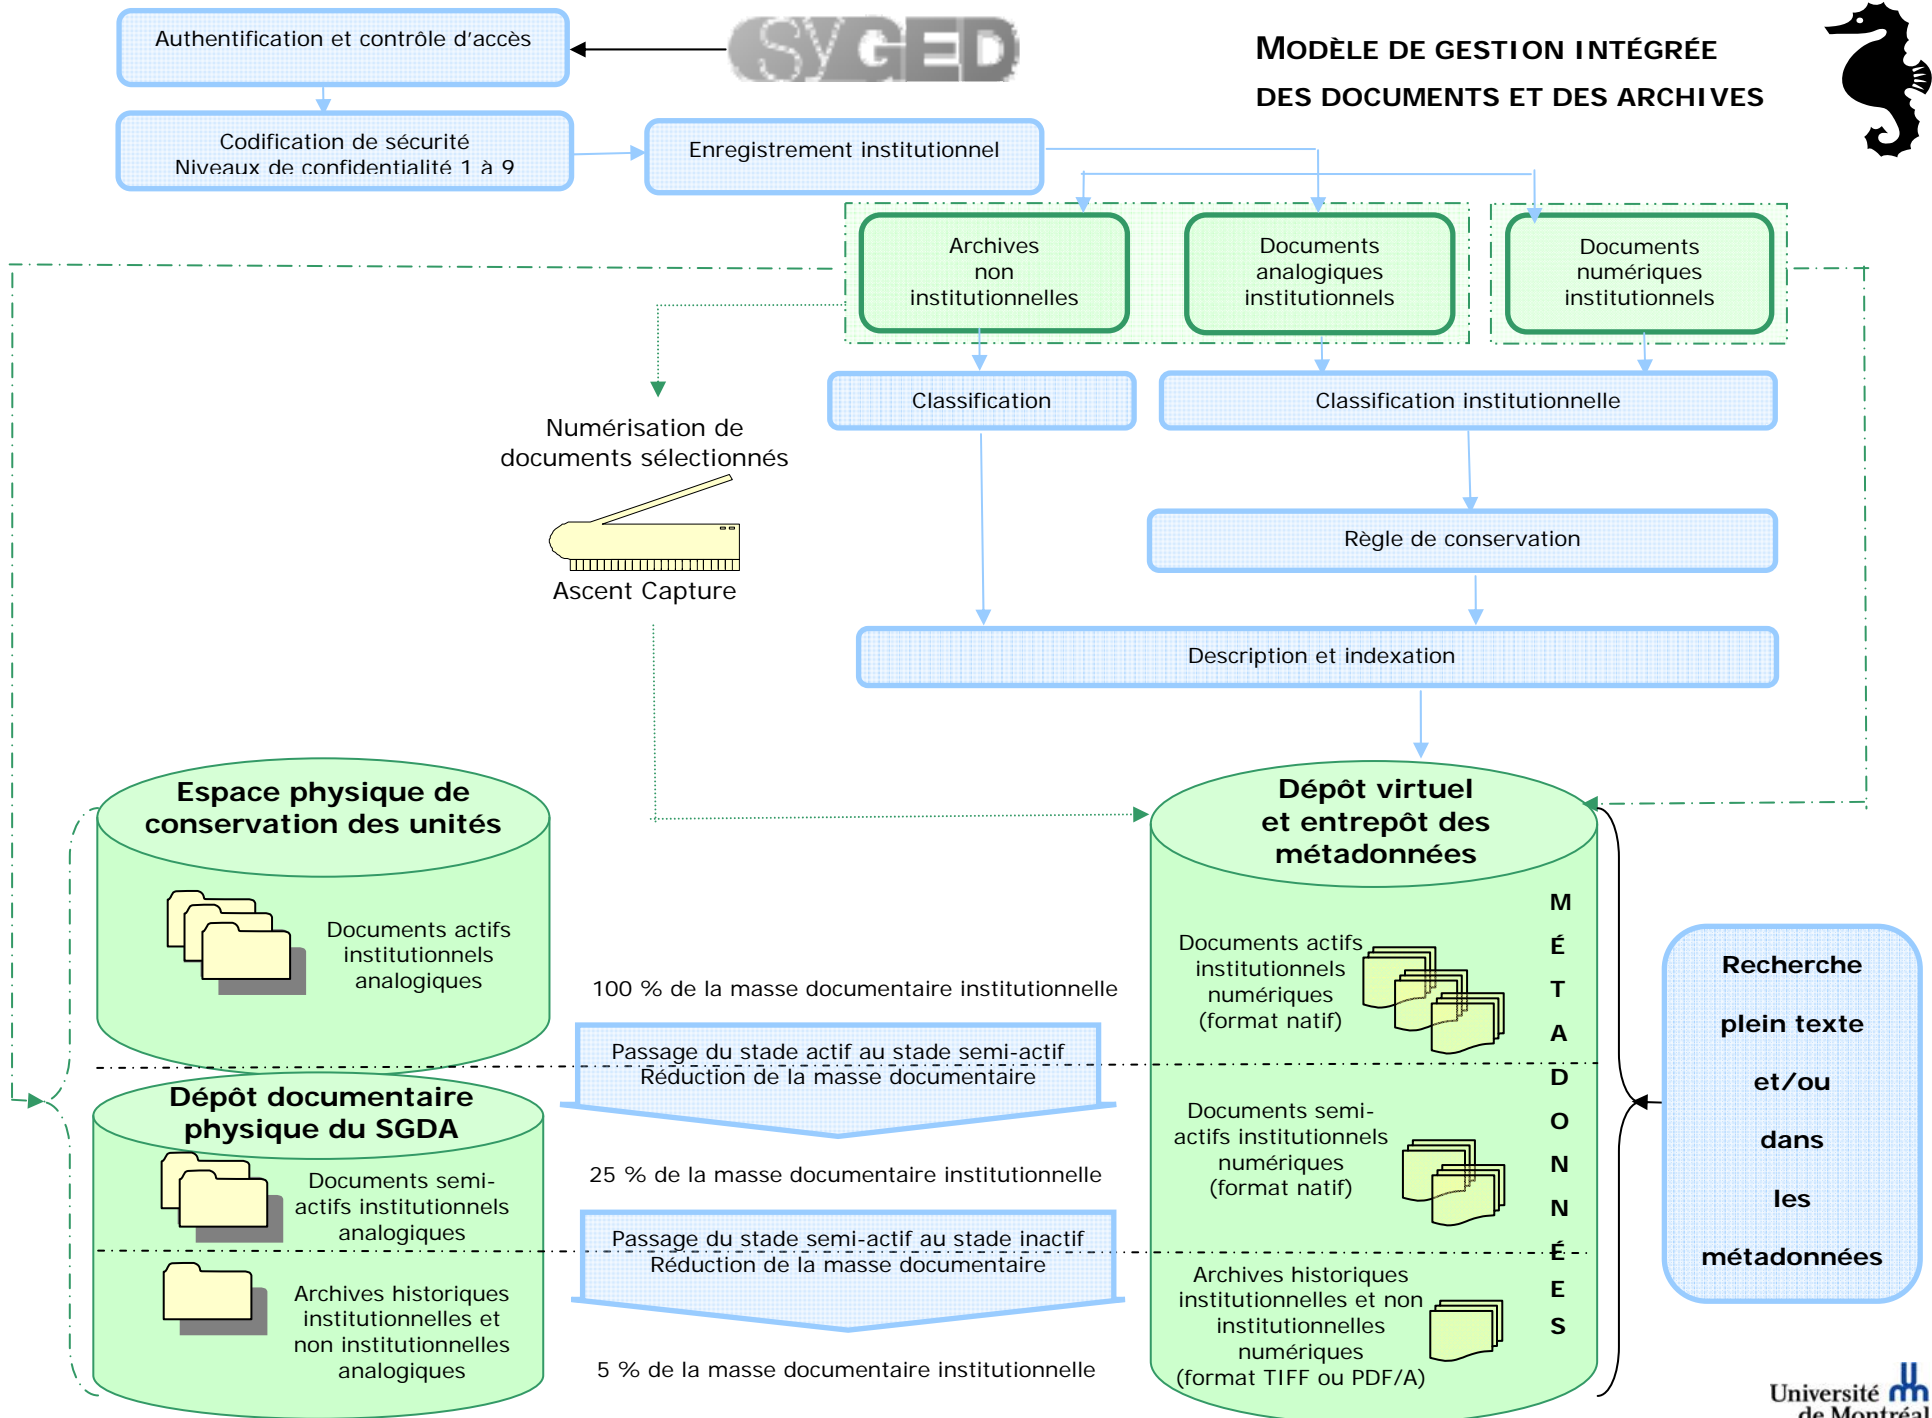 Authentification et contrôle d'accès
SYGED
MODÈLE DE GESTION INTÉGRÉE
DES DOCUMENTS ET DES ARCHIVES
Codification de sécurité
Niveaux de confidentialité 1 à 9
Enregistrement institutionnel
Archives
non
institutionnelles
Documents
analogiques
institutionnels
Documents
numériques
institutionnels
Classification
Classification institutionnelle
Numérisation de
documents sélectionnés
Ascent Capture
Règle de conservation
Description et indexation
Espace physique de
conservation des unités
Documents actifs
institutionnels
analogiques
Dépôt documentaire
physique du SGDA
Documents semi-
actifs institutionnels
analogiques
Archives historiques
institutionnelles et
non institutionnelles
analogiques
100 % de la masse documentaire institutionnelle
Passage du stade actif au stade semi-actif
Réduction de la masse documentaire
25 % de la masse documentaire institutionnelle
Passage du stade semi-actif au stade inactif
Réduction de la masse documentaire
5 % de la masse documentaire institutionnelle
Dépôt virtuel
et entrepôt des
métadonnées
Documents actifs
institutionnels
numériques
(format natif)
Documents semi-
actifs institutionnels
numériques
(format natif)
Archives historiques
institutionnelles et non
institutionnelles
numériques
(format TIFF ou PDF/A)
M
É
T
A
D
O
N
N
É
E
S
Recherche
plein texte
et/ou
dans
les
métadonnées
Université
de Montréal